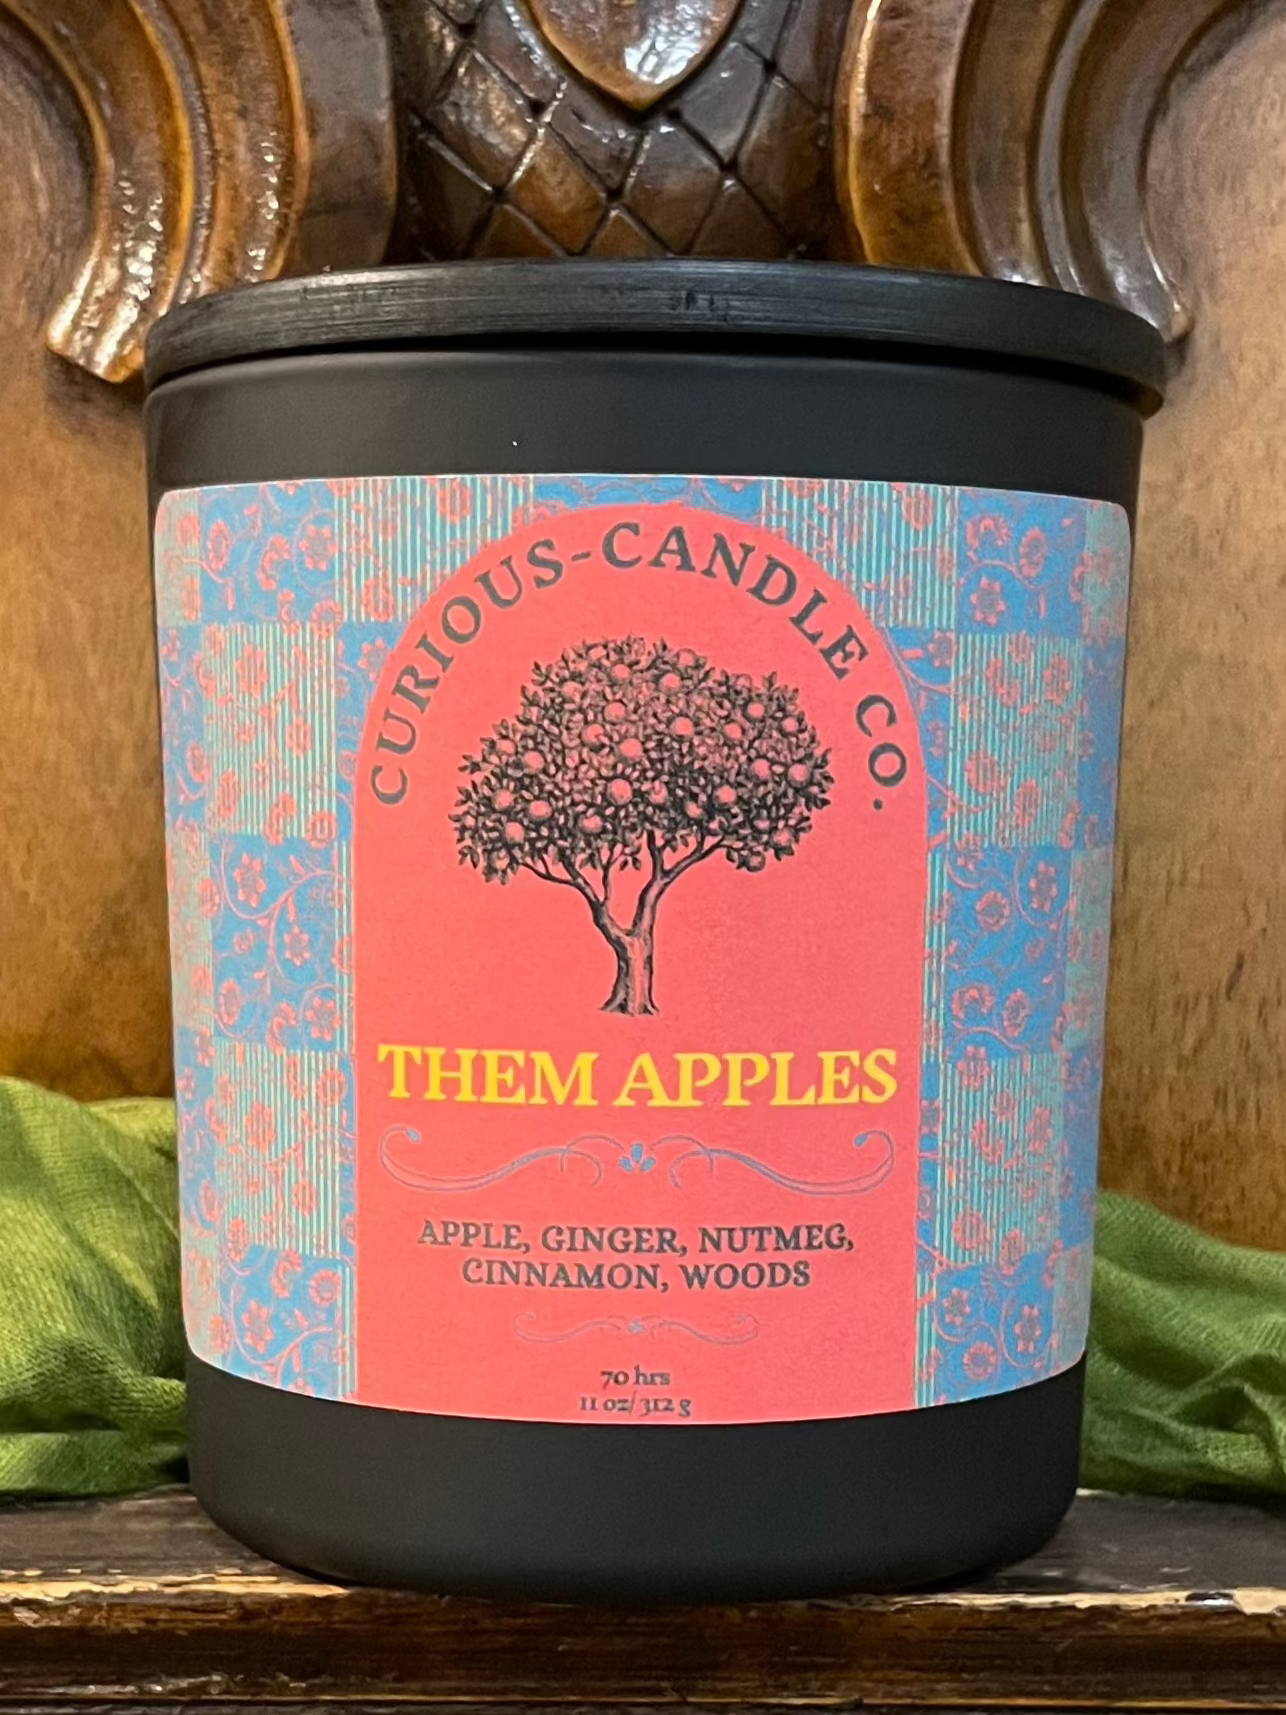 CURIOUS-CANDLE CO.
THEM APPLES
APPLE, GINGER, NUTMEG,
CINNAMON, WOODS
70 hrs
11 oz/312 g